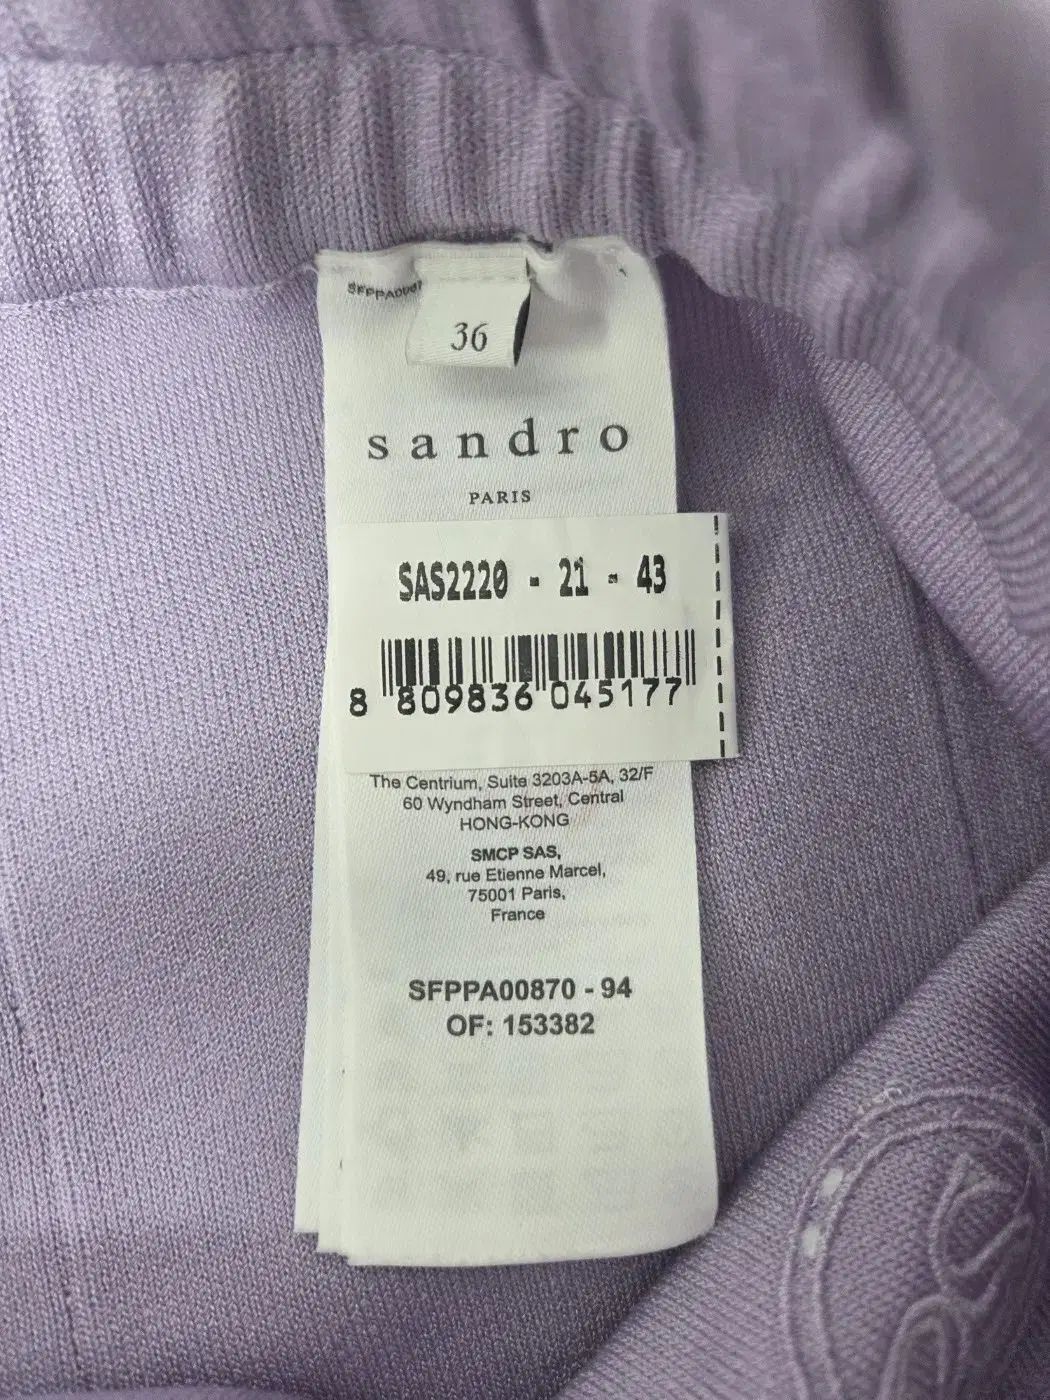 36
sandro
PARIS
SAS2220 - 21 - 43
8 809836 045177
The Centrium, Suite 3203A-5A, 32/F
60 Wyndham Street, Central
HONG-KONG
SMCP SAS,
49, rue Etienne Marcel,
75001 Paris,
France
SFPPA00870 - 94
OF: 153382